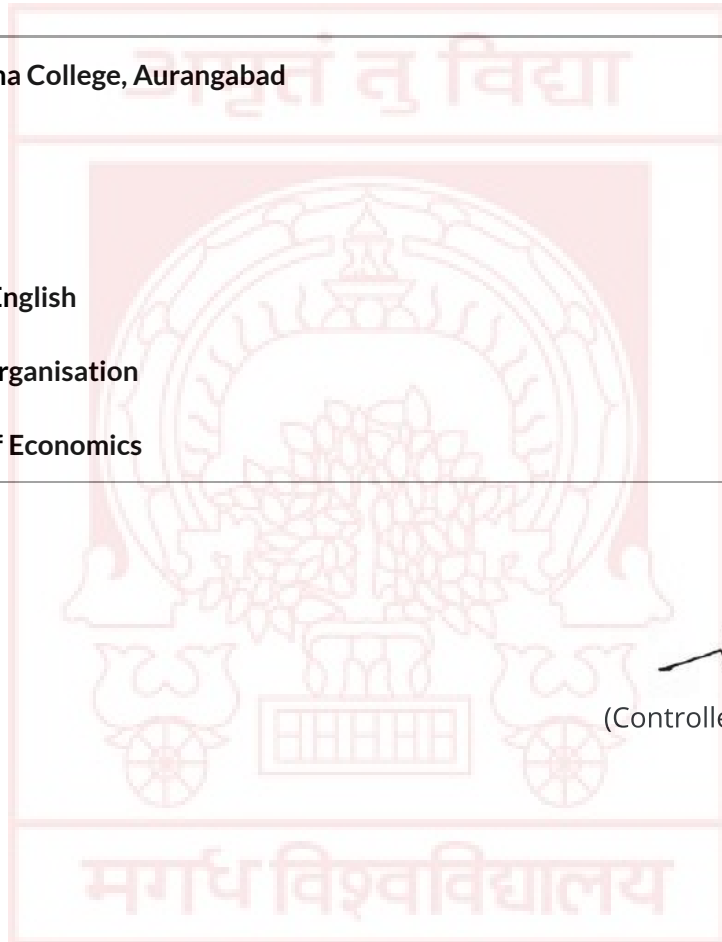 अमृतं तु विद्या
na College, Aurangabad
English
rganisation
f Economics
(Controlle
मगध विश्वविद्यालय